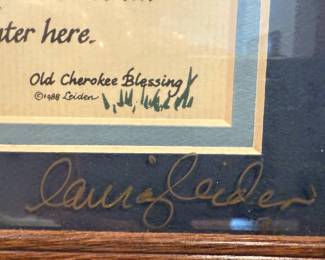 ter here.
Old Cherokee Blessing
©1988 Leiden
Laura Leiden